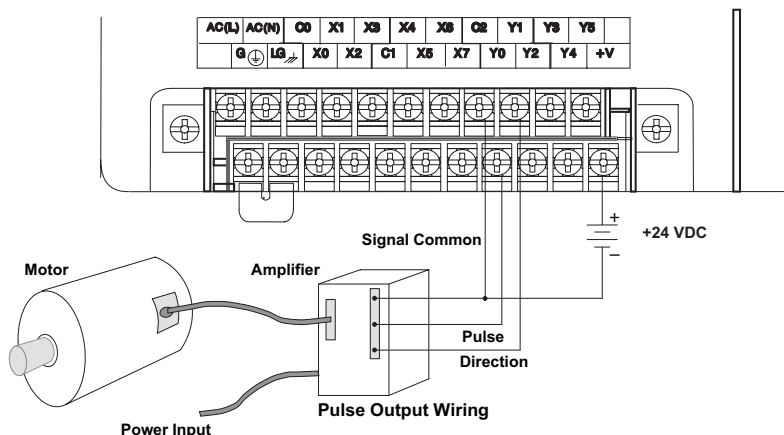 AC(L) AC(N) C0 X1 X3 X4 X6 C2 Y1 Y3 Y5
G LG X0 X2 C1 X5 X7 Y0 Y2 Y4 +V
+
+24 VDC
–
Signal Common
Motor
Amplifier
Pulse
Direction
Pulse Output Wiring
Power Input